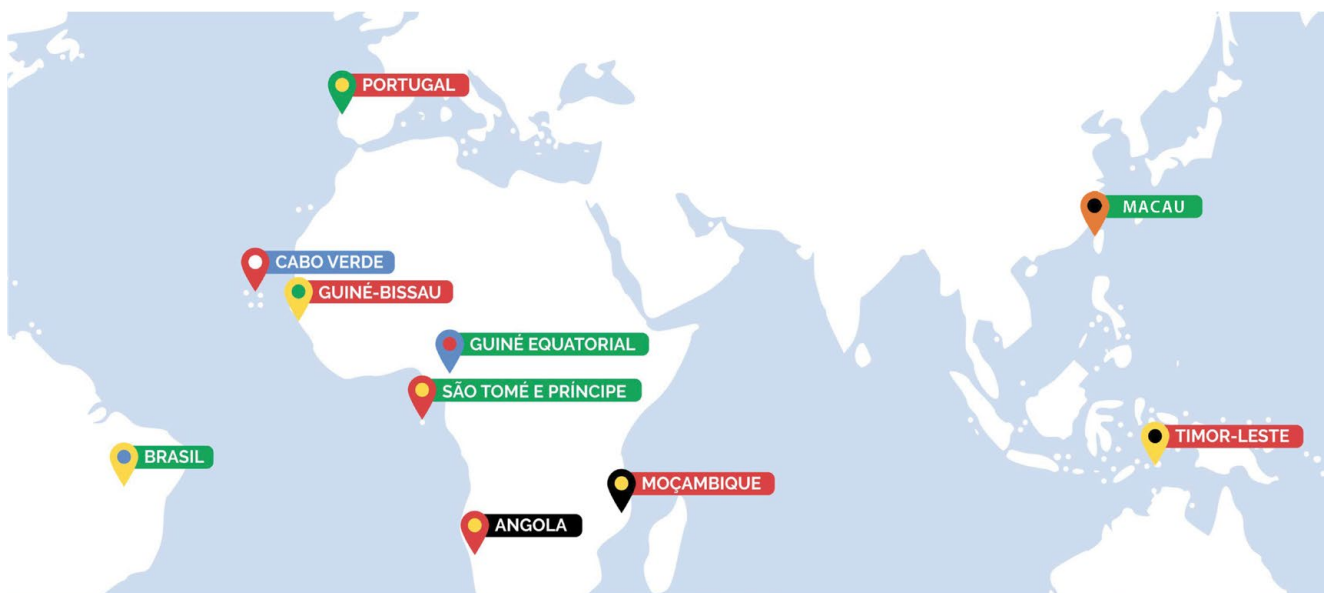 PORTUGAL
MACAU
CABO VERDE
GUINÉ-BISSAU
GUINÉ EQUATORIAL
SÃO TOMÉ E PRÍNCIPE
TIMOR-LESTE
BRASIL
MOÇAMBIQUE
ANGOLA